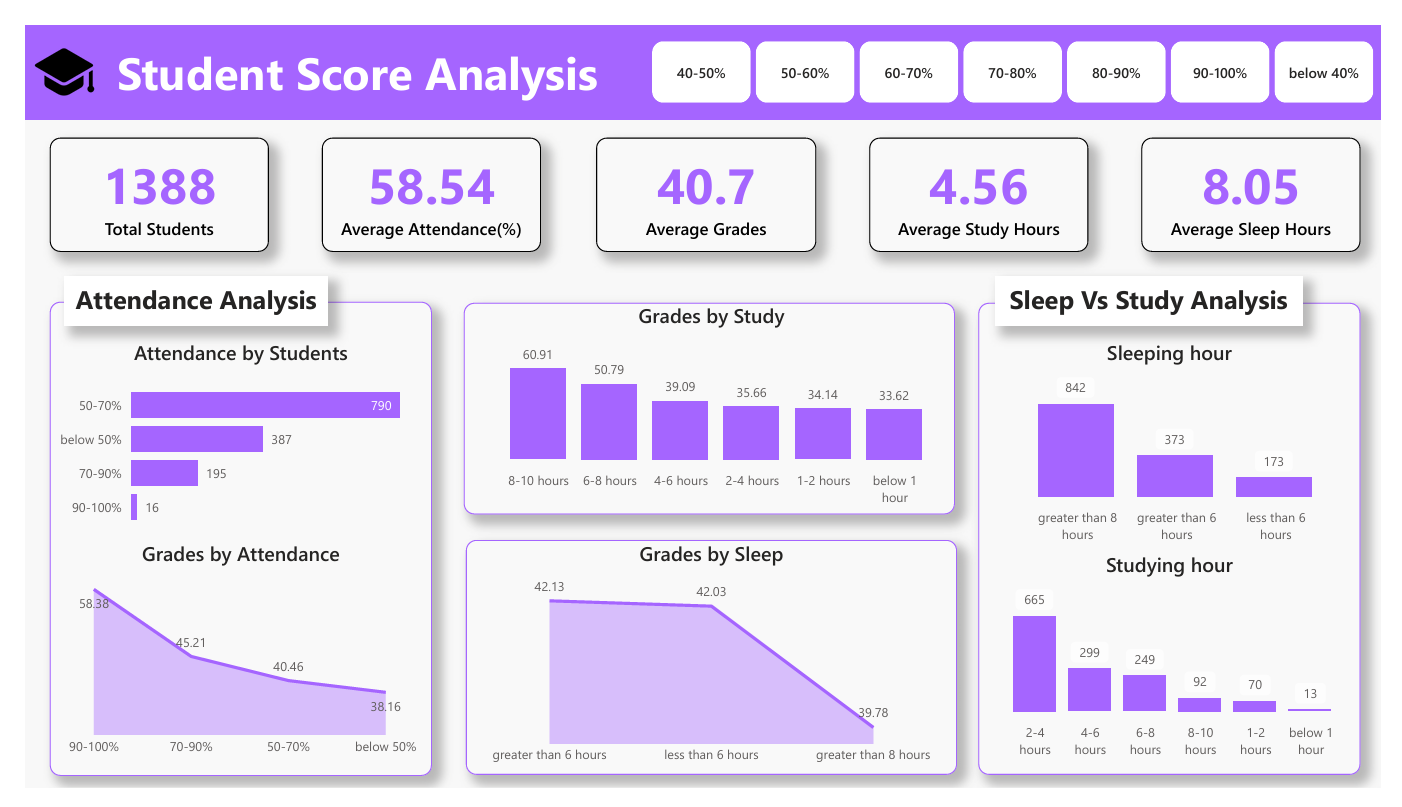 Student Score Analysis
40-50%
50-60%
60-70%
70-80%
80-90%
90-100%
below 40%
1388
Total Students
58.54
Average Attendance(%)
40.7
Average Grades
4.56
Average Study Hours
8.05
Average Sleep Hours
Attendance Analysis
Attendance by Students
50-70%
790
below 50%
387
70-90%
195
90-100%
16
Grades by Attendance
58.38
45.21
40.46
38.16
90-100%
70-90%
50-70%
below 50%
Grades by Study
60.91
50.79
39.09
35.66
34.14
33.62
8-10 hours
6-8 hours
4-6 hours
2-4 hours
1-2 hours
below 1
hour
Grades by Sleep
42.13
42.03
39.78
greater than 6 hours
less than 6 hours
greater than 8 hours
Sleep Vs Study Analysis
Sleeping hour
842
373
173
greater than 8
hours
greater than 6
hours
less than 6
hours
Studying hour
665
299
249
92
70
13
2-4
hours
4-6
hours
6-8
hours
8-10
hours
1-2
hours
below 1
hour